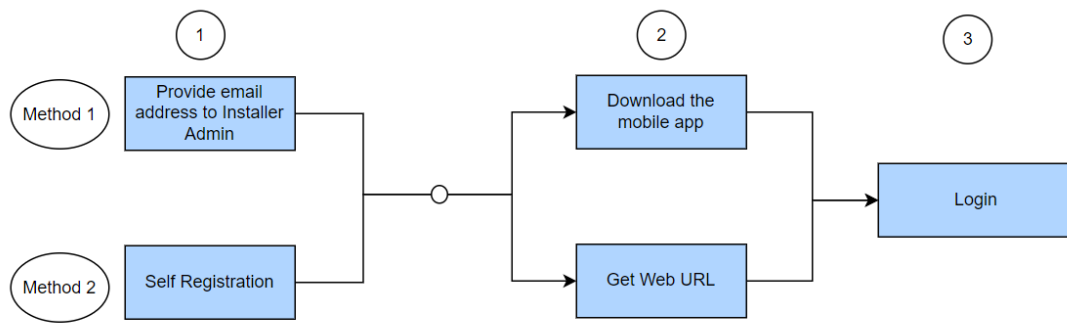 1
2
3
Method 1
Provide email
address to Installer
Admin
Download the
mobile app
Login
Method 2
Self Registration
Get Web URL